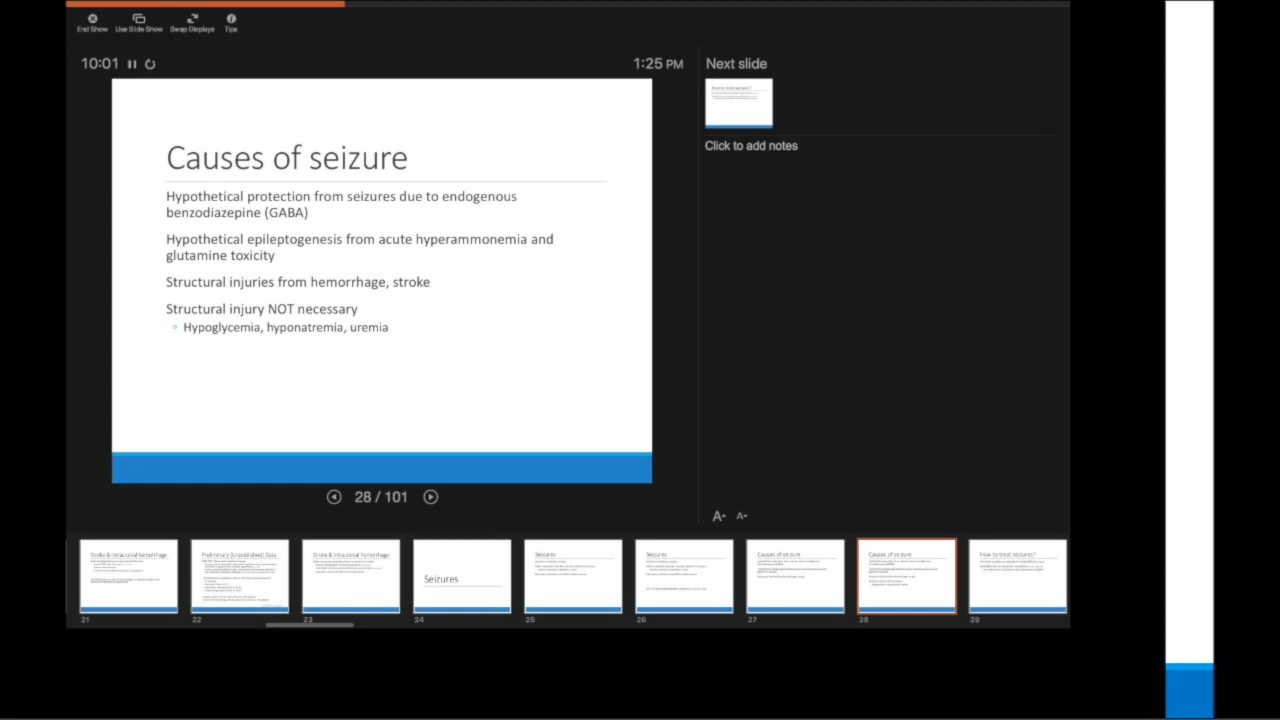 End Show
Use Slide Show
Swap Displays
Tips
10:01
1:25 PM
Next slide
How to treat seizures?
Click to add notes
Causes of seizure
Hypothetical protection from seizures due to endogenous
benzodiazepine (GABA)
Hypothetical epileptogenesis from acute hyperammonemia and
glutamine toxicity
Structural injuries from hemorrhage, stroke
Structural injury NOT necessary
Hypoglycemia, hyponatremia, uremia
28 / 101
A
A
Stroke & intracranial hemorrhage
Preliminary (Unpublished) Data
Stroke & intracranial hemorrhage
Seizures
Seizures
Seizures
Causes of seizure
Causes of seizure
How to treat seizures?
21
22
23
24
25
26
27
28
29